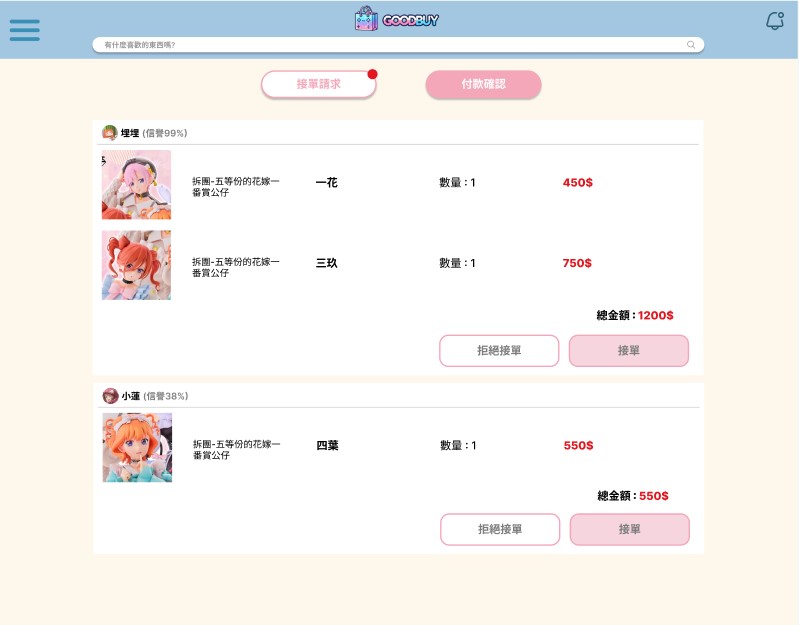 GOODBUY
有什麼喜歡的東西嗎?
接單請求
付款確認
埋埋 (信譽99%)
拆團-五等份的花嫁一
番賞公仔
一花
數量 : 1
450$
拆團-五等份的花嫁一
番賞公仔
三玖
數量 : 1
750$
總金額 : 1200$
拒絕接單
接單
小蓮 (信譽38%)
拆團-五等份的花嫁一
番賞公仔
四葉
數量 : 1
550$
總金額 : 550$
拒絕接單
接單